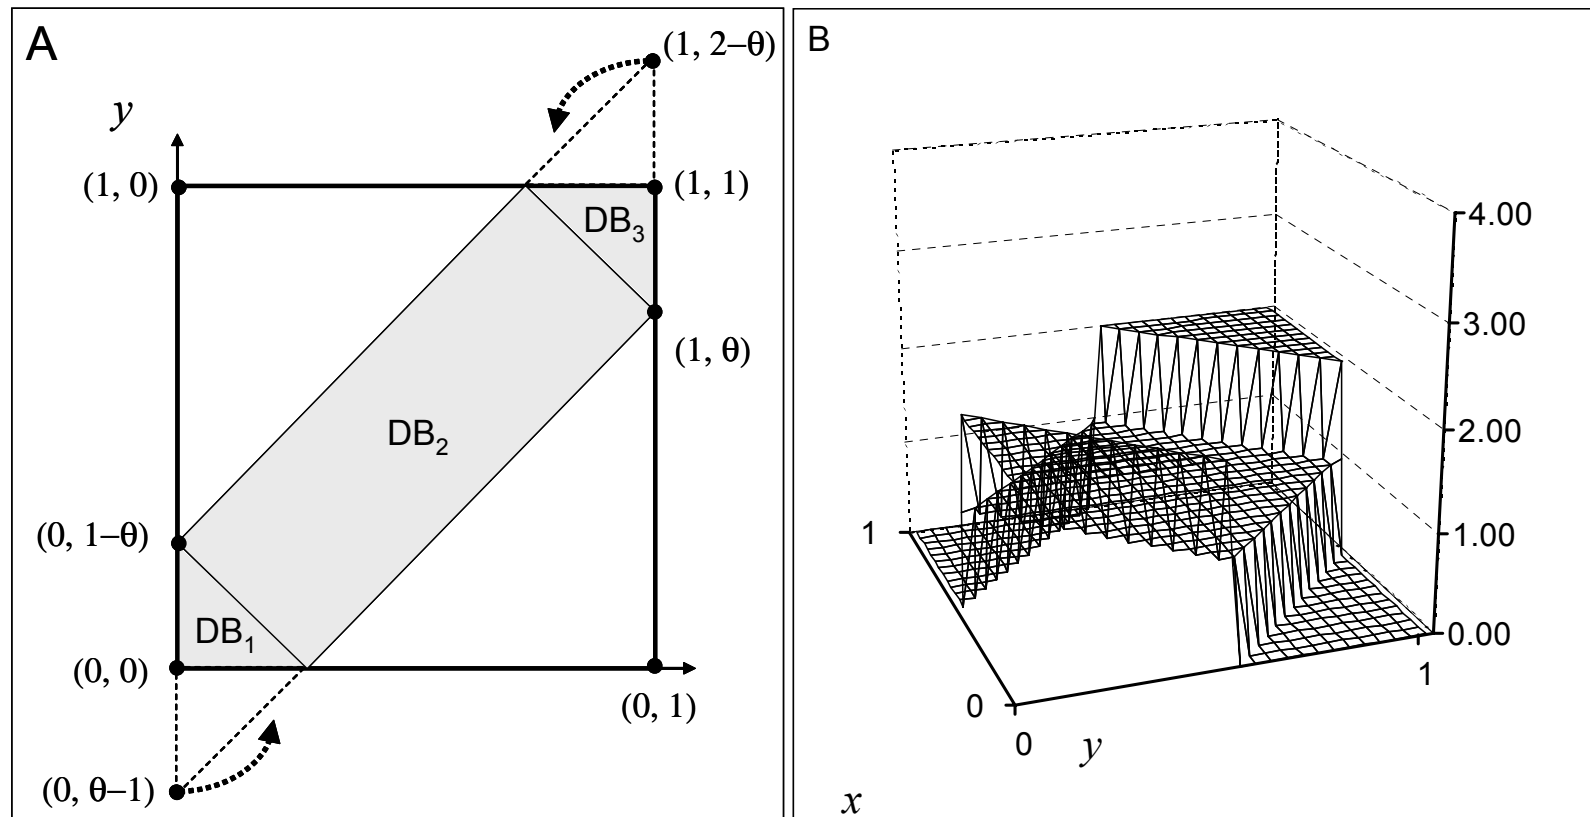 A
(1, 2−θ)
y
(1, 0)
(1, 1)
DB3
(1, θ)
DB2
(0, 1−θ)
DB1
(0, 0)
(0, 1)
(0, θ−1)
B
4.00
3.00
2.00
1.00
0.00
1
1
0
0
y
x